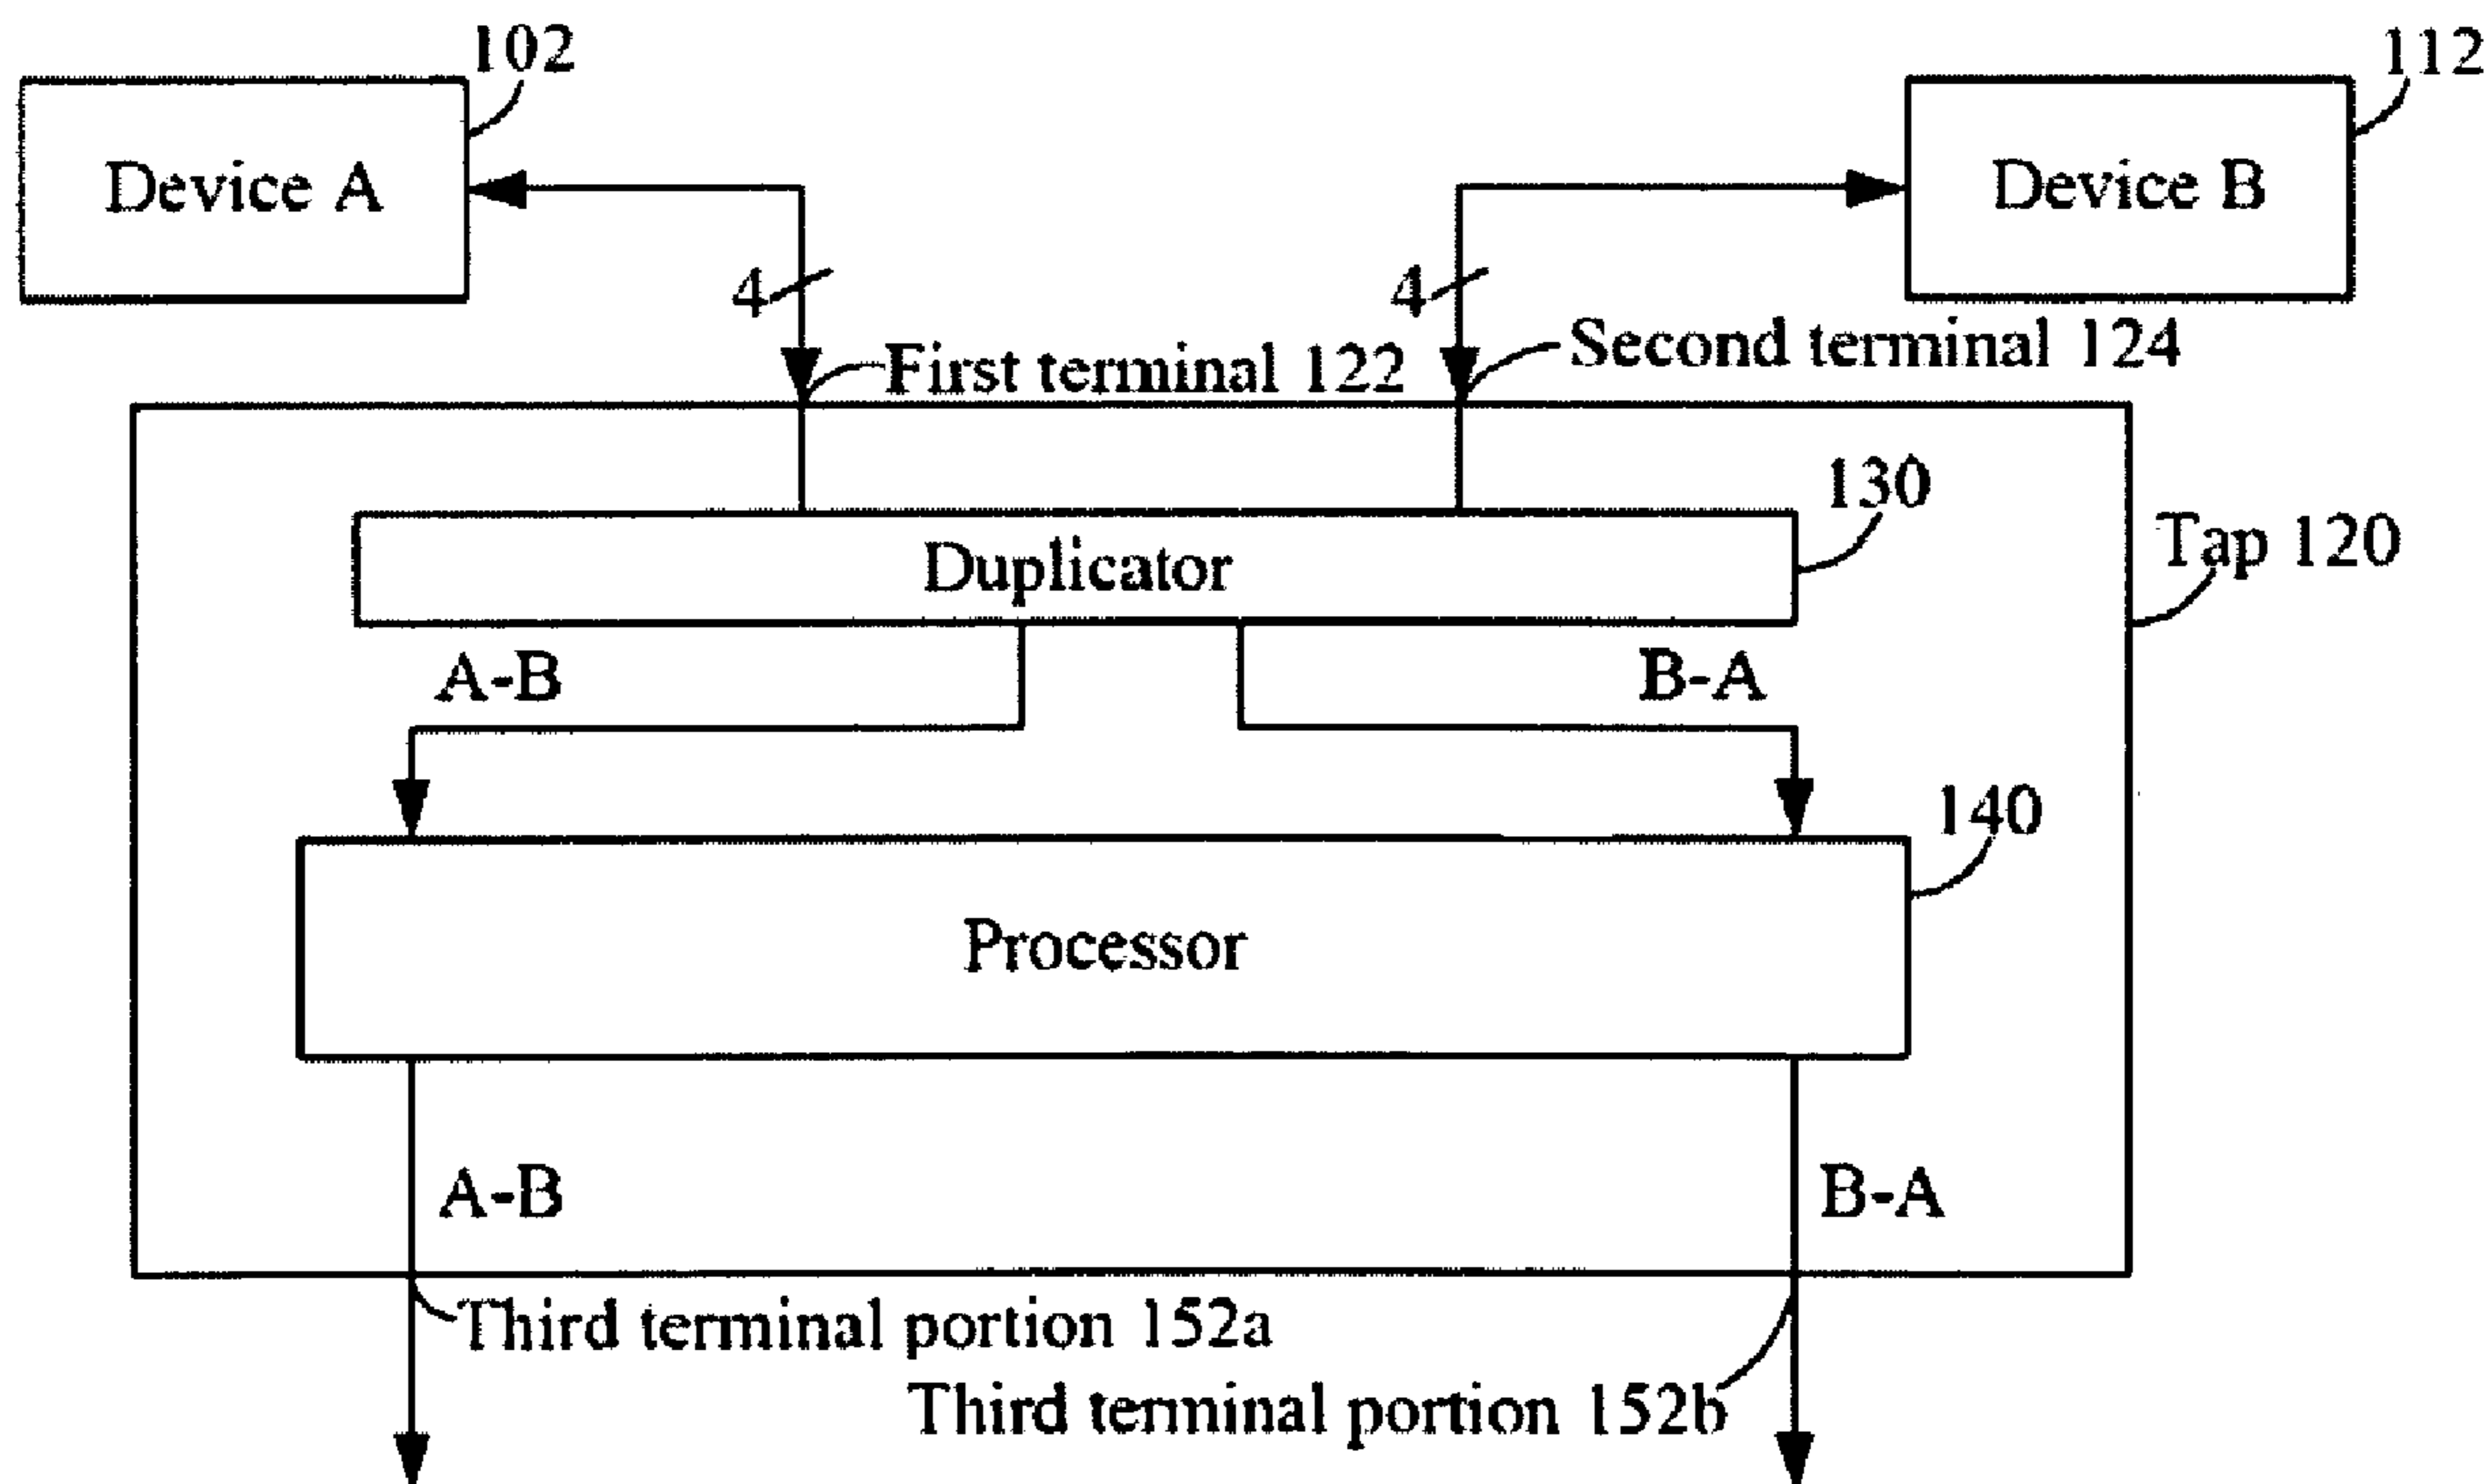 102
112
Device A
Device B
4
4
First terminal 122
Second terminal 124
130
Duplicator
Tap 120
A-B
B-A
140
Processor
A-B
B-A
Third terminal portion 152a
Third terminal portion 152b